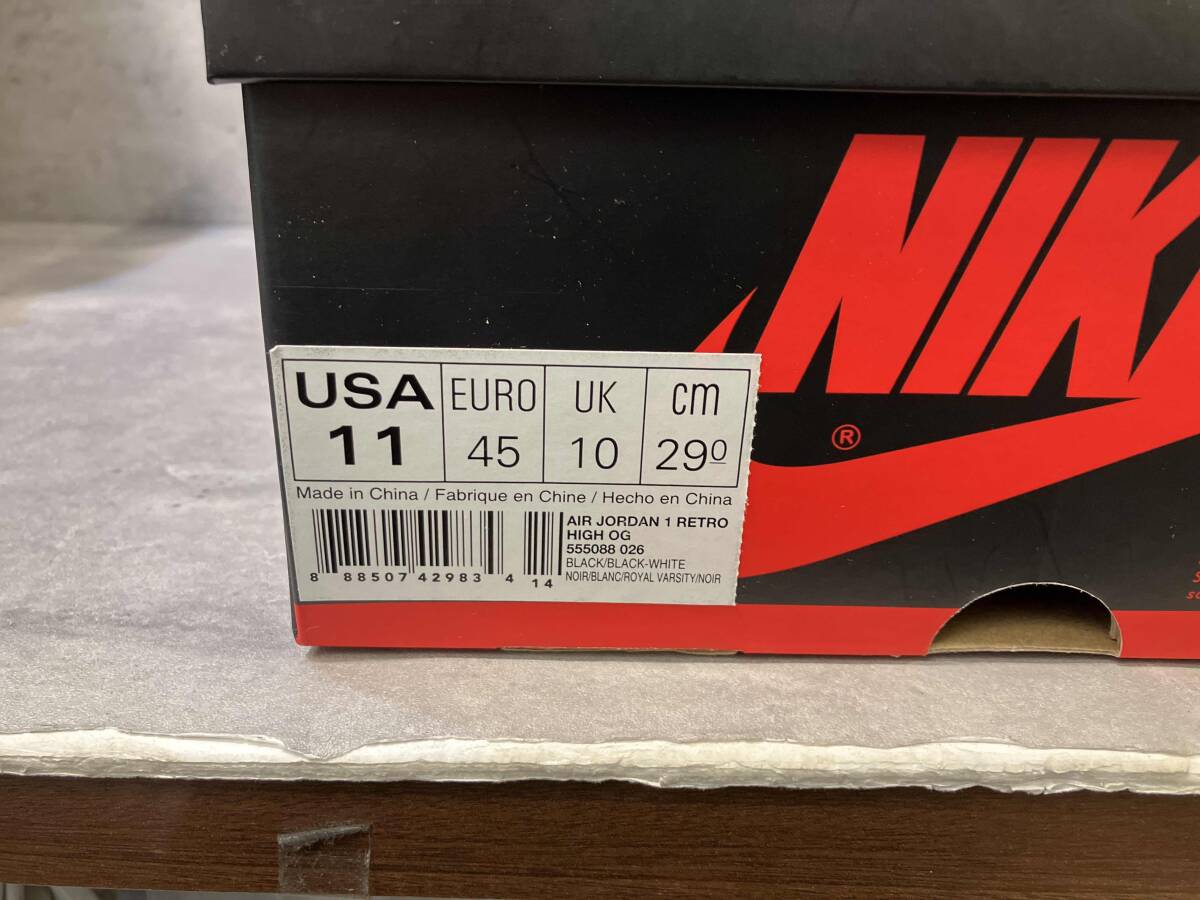 NIK
®
USA EURO UK cm
11 45 10 29 0
Made in China / Fabrique en Chine / Hecho en China
AIR JORDAN 1 RETRO
HIGH OG
555088 026
BLACK/BLACK-WHITE
NOIR/BLANC/ROYAL VARSITY/NOIR
8 88507 42983 4 14